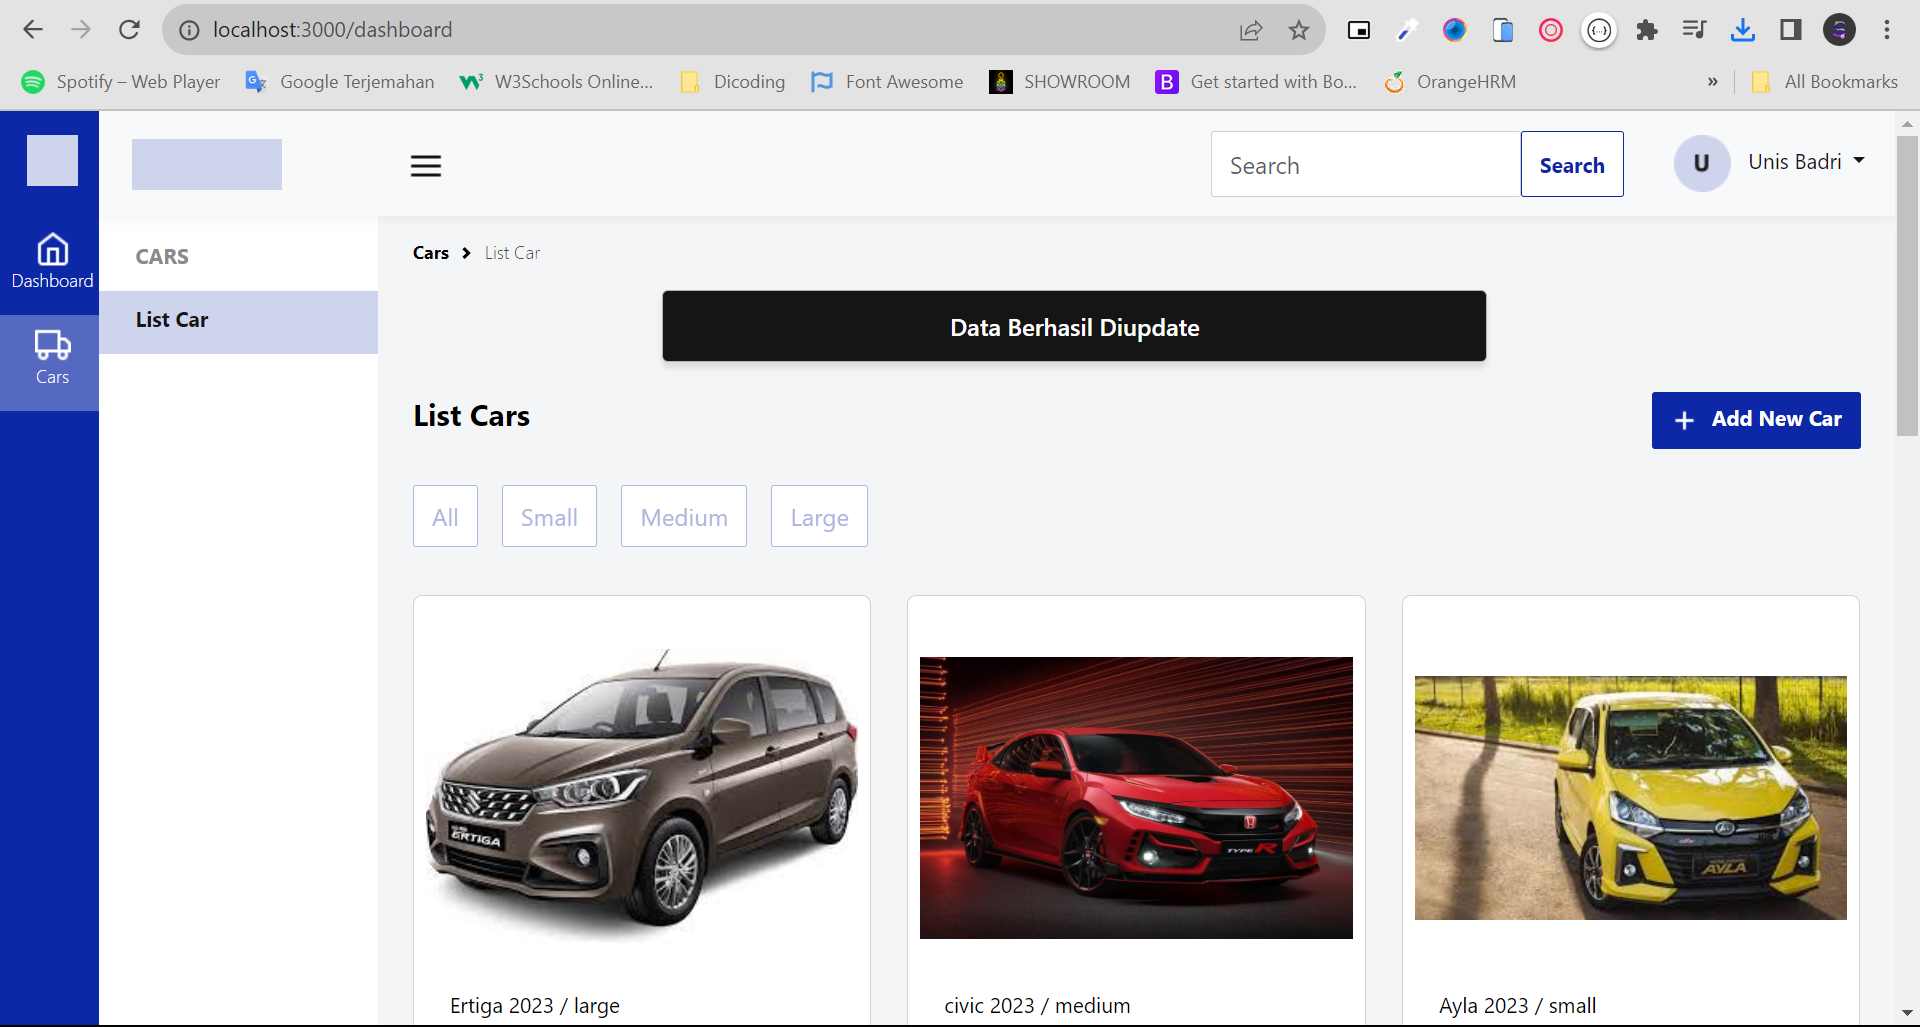 localhost:3000/dashboard
Spotify – Web Player
Google Terjemahan
W3Schools Online...
Dicoding
Font Awesome
SHOWROOM
B
Get started with Bo...
OrangeHRM
»
All Bookmarks
Search
Search
U
Unis Badri
Dashboard
Cars
CARS
List Car
Cars > List Car
Data Berhasil Diupdate
List Cars
+ Add New Car
All
Small
Medium
Large
ERTIGA
TYPE R
AYLA
Ertiga 2023 / large
civic 2023 / medium
Ayla 2023 / small